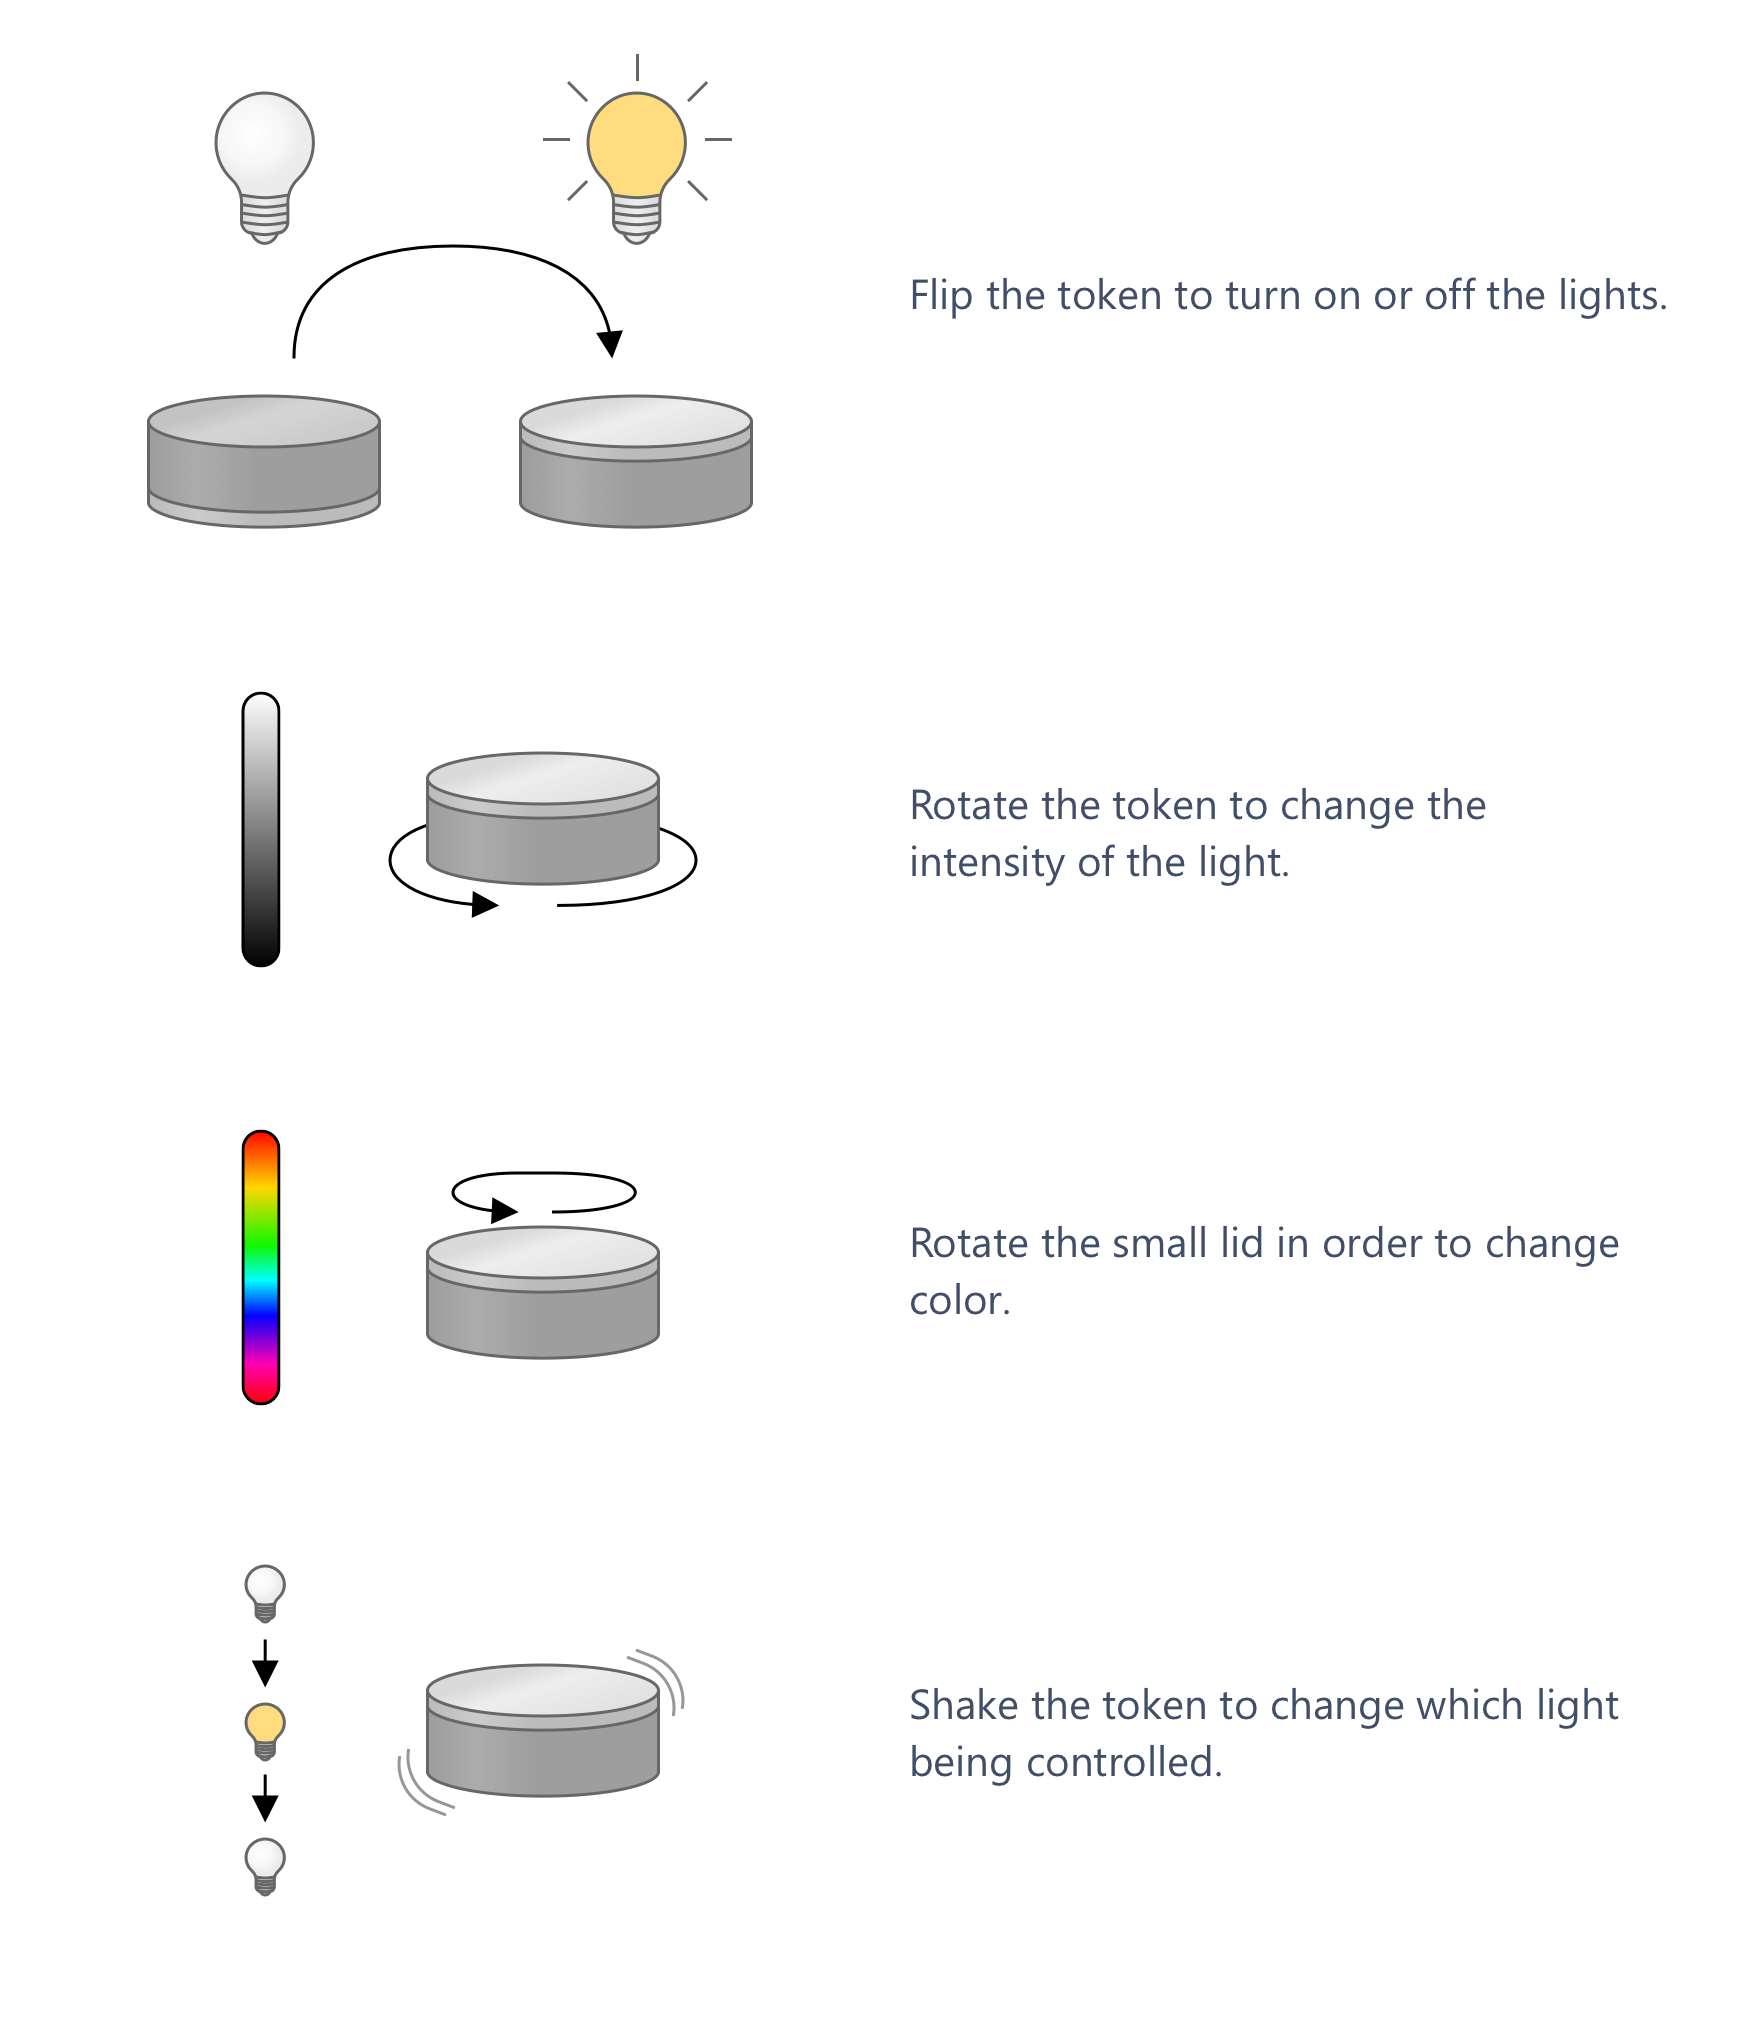 Flip the token to turn on or off the lights.
Rotate the token to change the
intensity of the light.
Rotate the small lid in order to change
color.
Shake the token to change which light
being controlled.